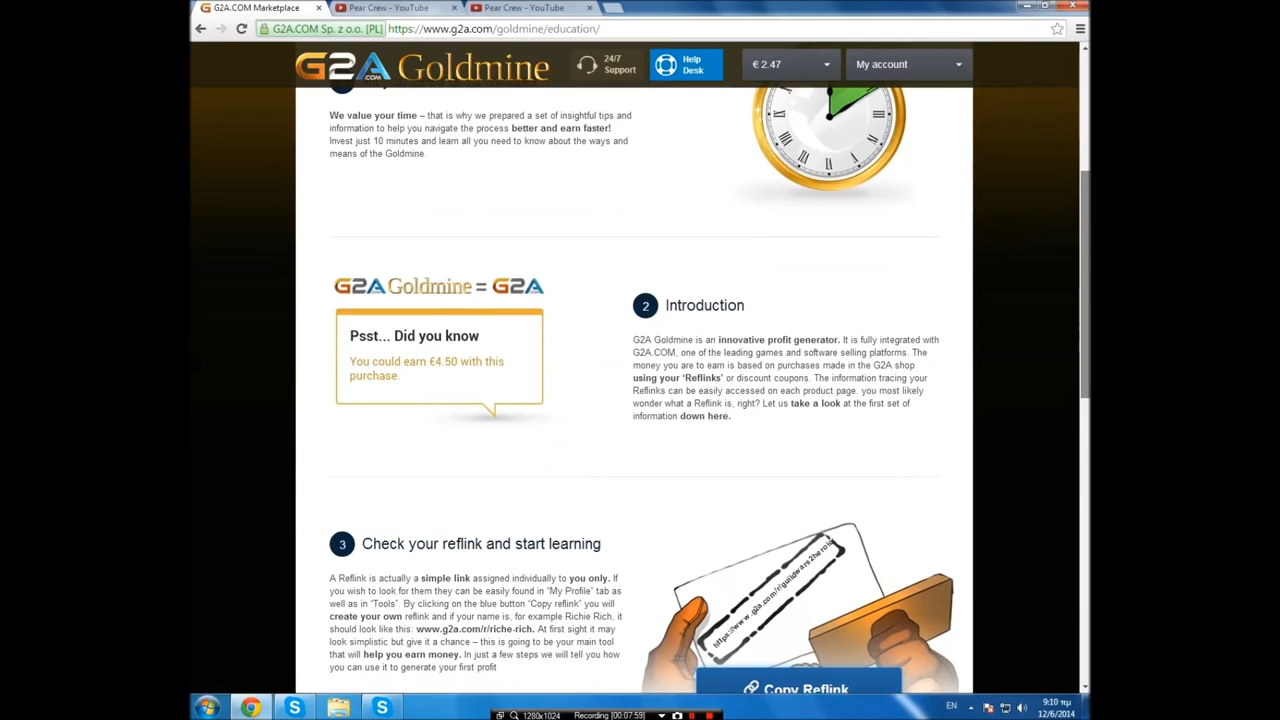 G2A.COM Marketplace
Pear Crew - YouTube
Pear Crew - YouTube
G2A.COM Sp. z o.o. [PL]
https://www.g2a.com/goldmine/education/
G2A.COM Goldmine
24/7
Support
Help
Desk
€ 2.47
My account
We value your time – that is why we prepared a set of insightful tips and
information to help you navigate the process better and earn faster!
Invest just 10 minutes and learn all you need to know about the ways and
means of the Goldmine.
G2A Goldmine = G2A
Psst... Did you know
You could earn €4.50 with this
purchase.
2 Introduction
G2A Goldmine is an innovative profit generator. It is fully integrated with
G2A.COM, one of the leading games and software selling platforms. The
money you are to earn is based on purchases made in the G2A shop
using your 'Reflinks' or discount coupons. The information tracing your
Reflinks can be easily accessed on each product page. you most likely
wonder what a Reflink is, right? Let us take a look at the first set of
information down here.
3 Check your reflink and start learning
A Reflink is actually a simple link assigned individually to you only. If
you wish to look for them they can be easily found in "My Profile" tab as
well as in "Tools". By clicking on the blue button "Copy reflink" you will
create your own reflink and if your name is, for example Richie Rich, it
should look like this: www.g2a.com/r/riche-rich. At first sight it may
look simplistic but give it a chance – this is going to be your main tool
that will help you earn money. In just a few steps we will tell you how
you can use it to generate your first profit
https://www.g2a.com/r/guildwars2heroic
Copy Reflink
EN
9:10 πμ
12/6/2014
1280x1024
Recording [00:07:59]